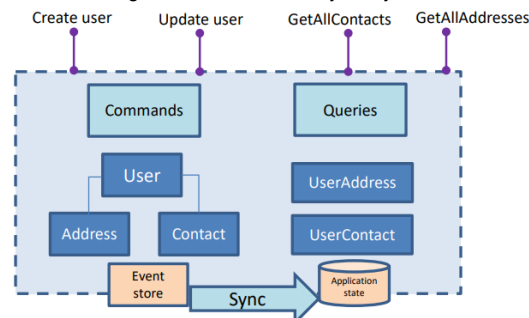 Create user
Update user
GetAllContacts
GetAllAddresses
Commands
Queries
User
UserAddress
Address
Contact
UserContact
Event
store
Sync
Application
state